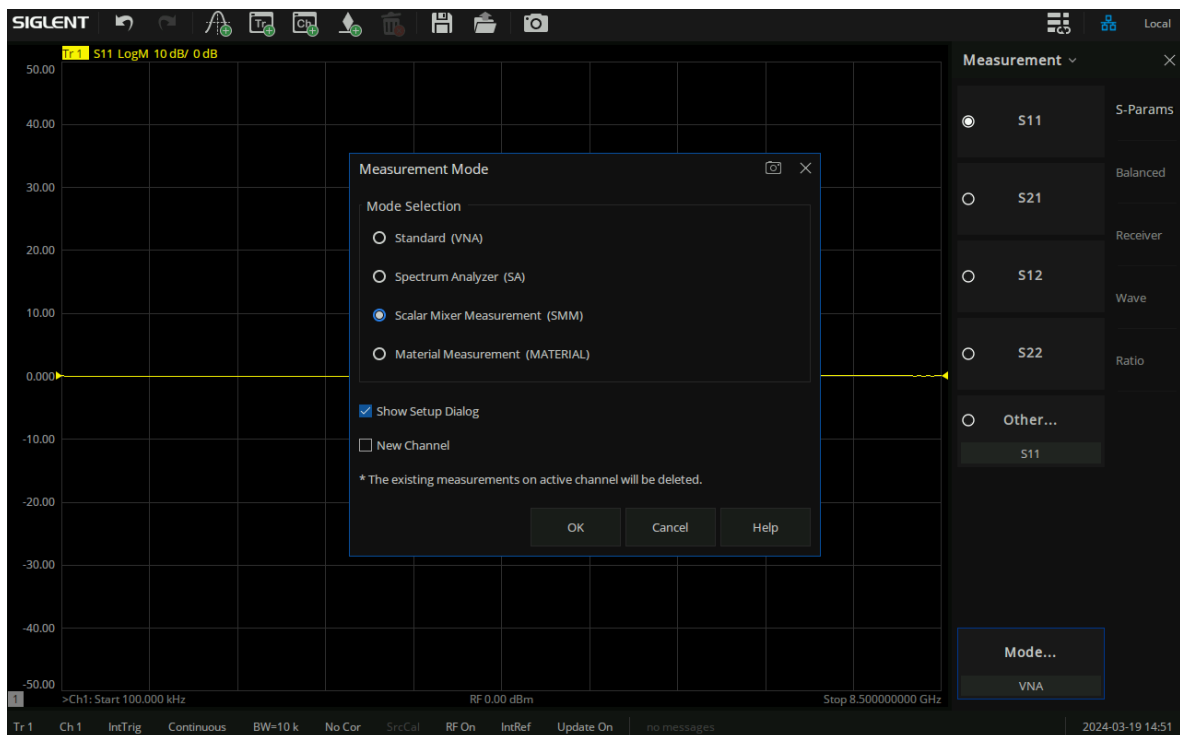 SIGLENT Tr Ch Local
Tr 1 S11 LogM 10 dB/ 0 dB
50.00
40.00
30.00
20.00
10.00
0.000
-10.00
-20.00
-30.00
-40.00
-50.00
Measurement Mode
Mode Selection
Standard (VNA)
Spectrum Analyzer (SA)
Scalar Mixer Measurement (SMM)
Material Measurement (MATERIAL)
Show Setup Dialog
New Channel
* The existing measurements on active channel will be deleted.
OK Cancel Help
Measurement
S11
S21
S12
S22
Other...
S11
Mode...
VNA
S-Params
Balanced
Receiver
Wave
Ratio
1 >Ch1: Start 100.000 kHz RF 0.00 dBm Stop 8.500000000 GHz
Tr 1 Ch 1 IntTrig Continuous BW=10 k No Cor SrcCal RF On IntRef Update On no messages 2024-03-19 14:51